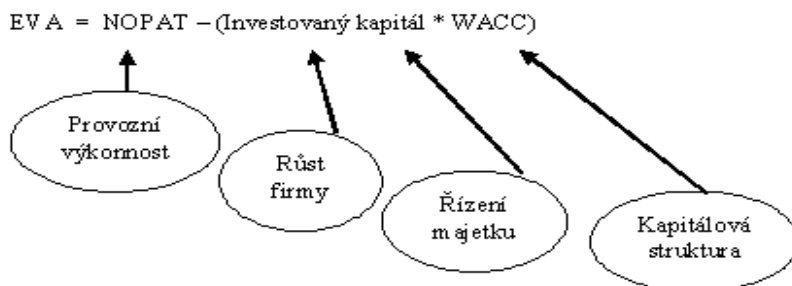 EVA = NOPAT – (Investovaný kapitál * WACC)
Provozní
výkonnost
Růst
firmy
Řízení
majetku
Kapitálová
struktura